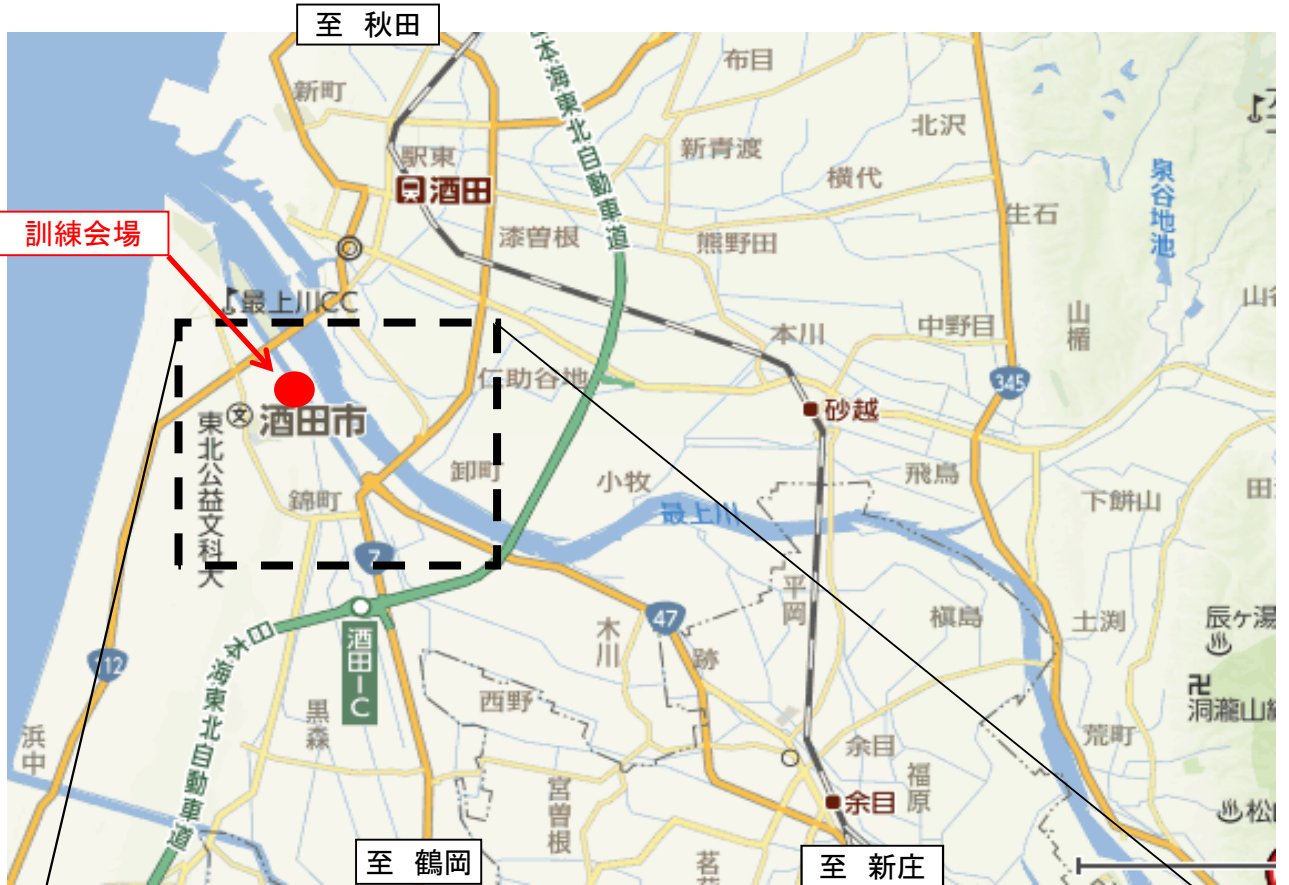 至 秋田
日本海東北自動車道
布目
新町
北沢
駅東
新青渡
横代
泉谷地池
酒田
生石
訓練会場
漆曽根
熊野田
最上川CC
山楯
本川
中野目
仁助谷地
345
砂越
酒田市
東北公益文科大
卸町
小牧
飛鳥
下餅山
錦町
最上川
7
平岡
47
槇島
土渕
辰ヶ湯
木川
跡
酒田IC
112
日本海東北自動車道
西野
洞瀧山
黒森
浜中
荒町
余目
福原
宮曽根
余目
松
至 鶴岡
至 新庄
茗